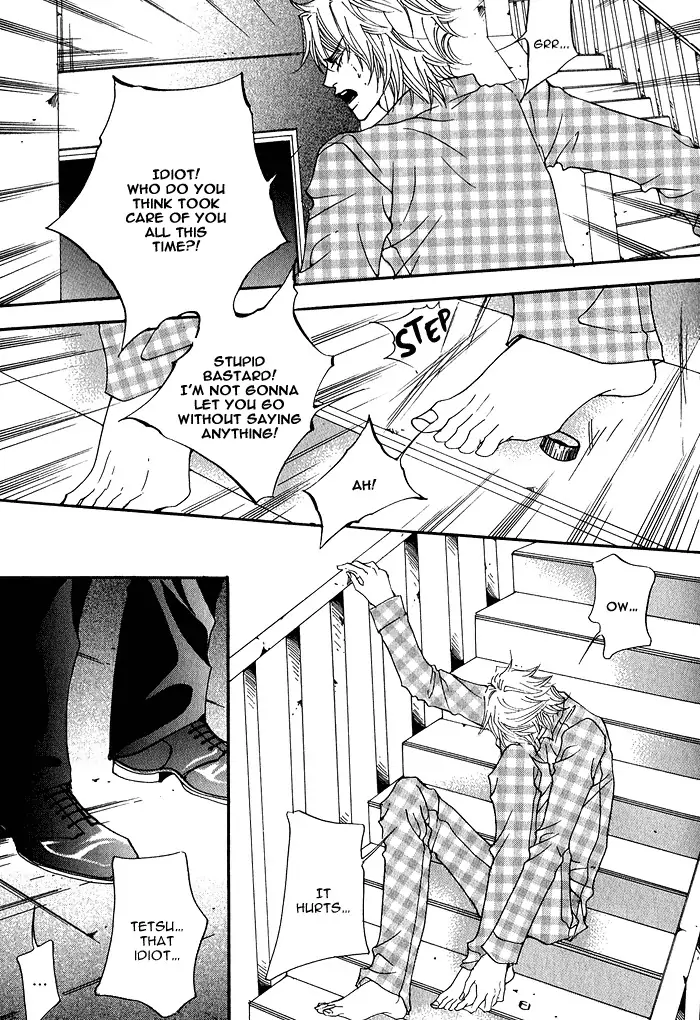 GRR...
IDIOT!
WHO DO YOU
THINK TOOK
CARE OF YOU
ALL THIS
TIME?!
STUPID
BASTARD!
I'M NOT GONNA
LET YOU GO
WITHOUT SAYING
ANYTHING!
STEP
AH!
OW...
IT
HURTS...
TETSU...
THAT
IDIOT...
...